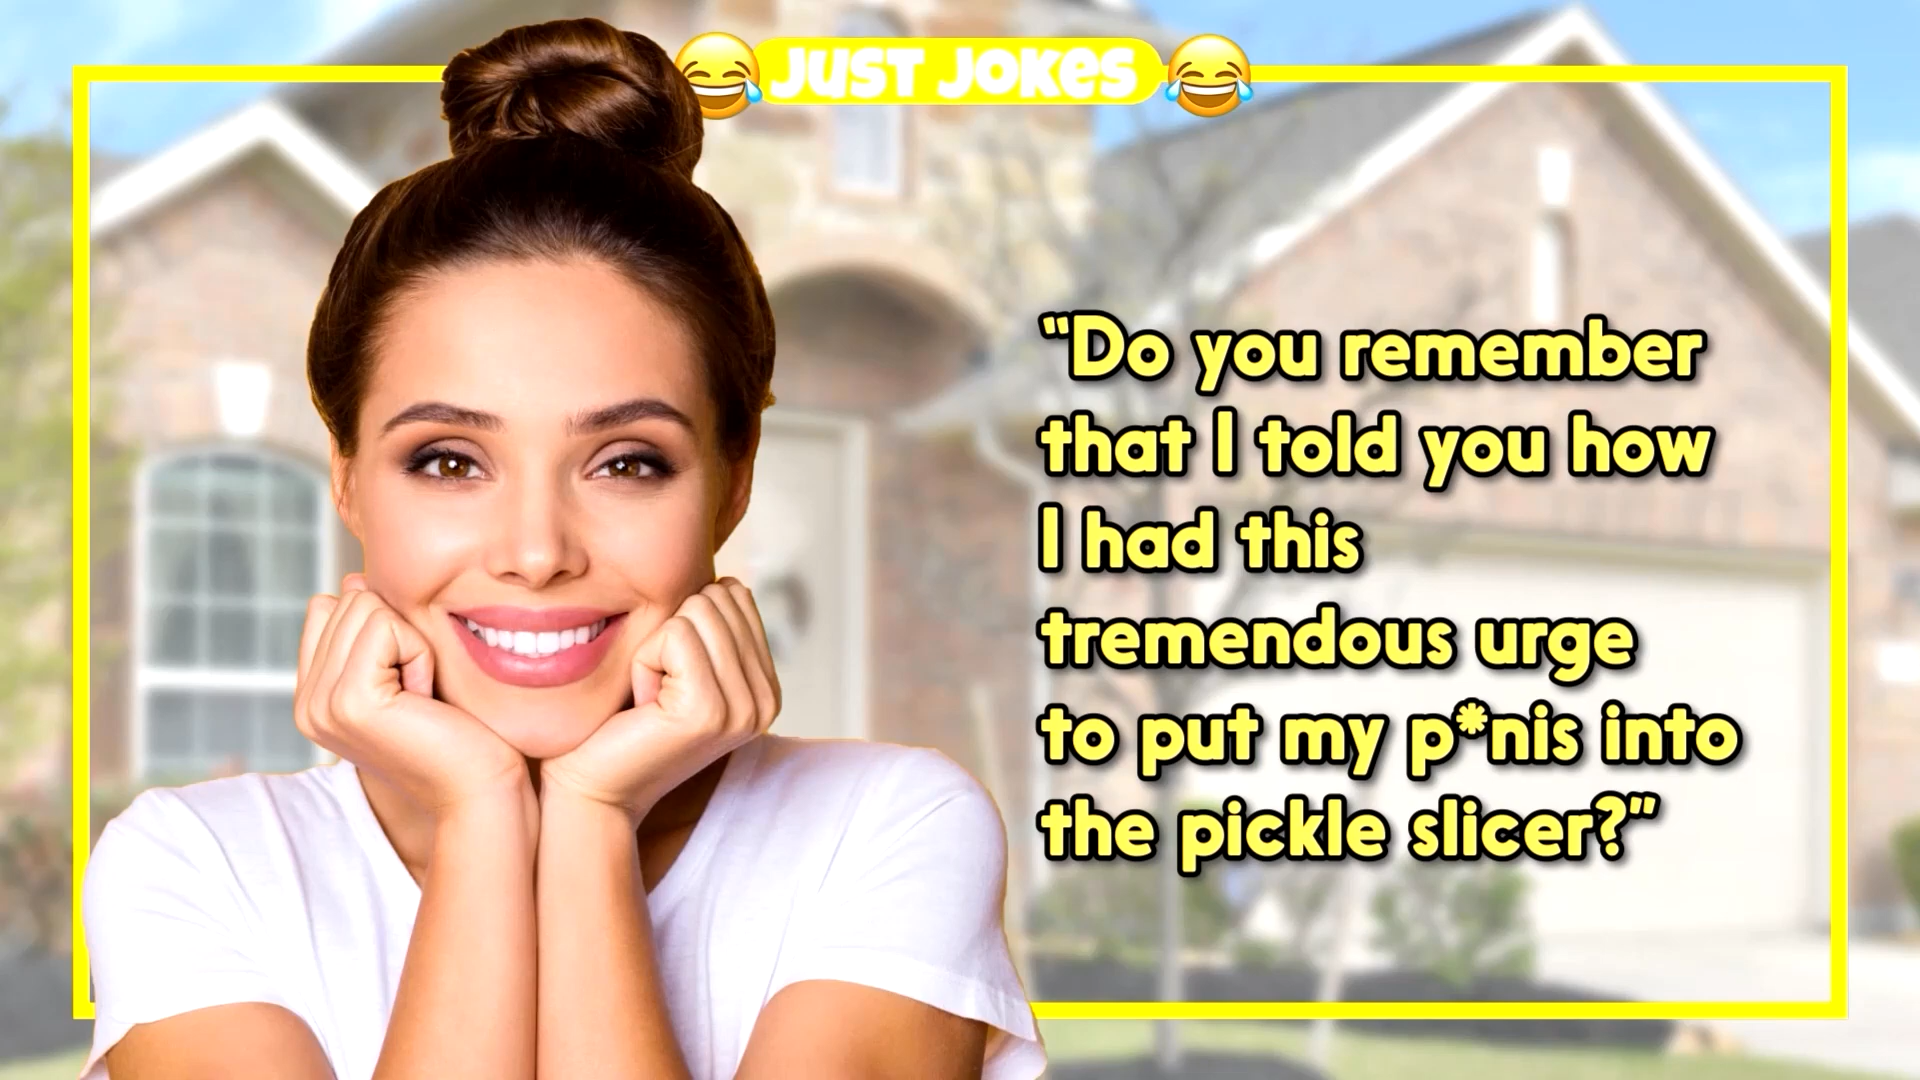 JUST JOKES
"Do you remember
that I told you how
I had this
tremendous urge
to put my p*nis into
the pickle slicer?"